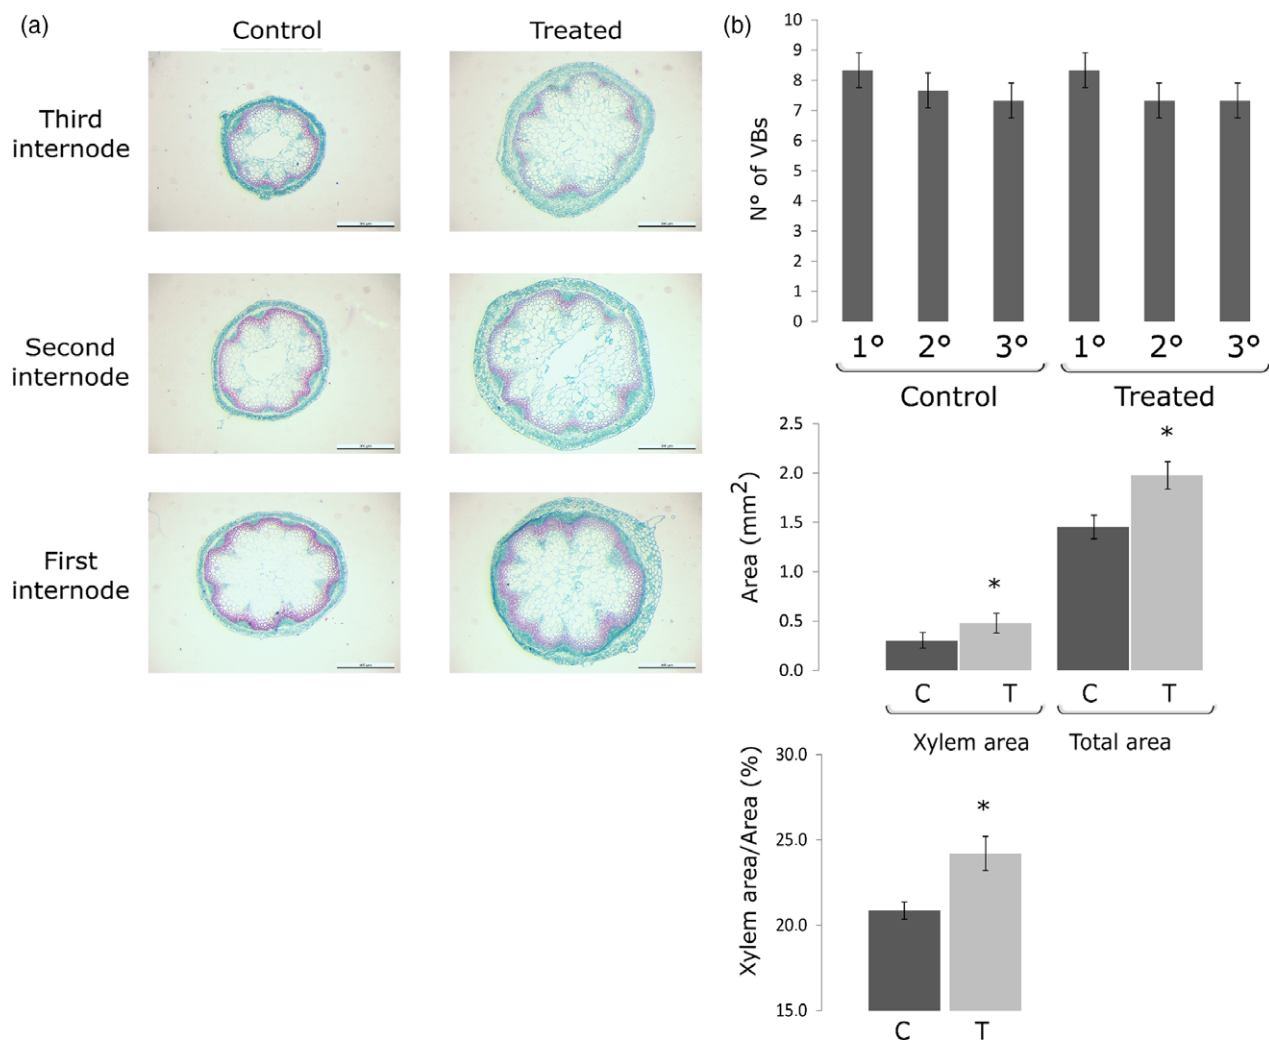 (a)
Control
Treated
Third
internode
Second
internode
First
internode
(b)
10
9
8
7
6
5
4
3
2
1
0
N° of VBs
1°
2°
3°
1°
2°
3°
Control
Treated
2.5
2.0
1.5
1.0
0.5
0.0
Area (mm²)
*
*
C
T
C
T
Xylem area
Total area
30.0
25.0
20.0
15.0
Xylem area/Area (%)
*
C
T